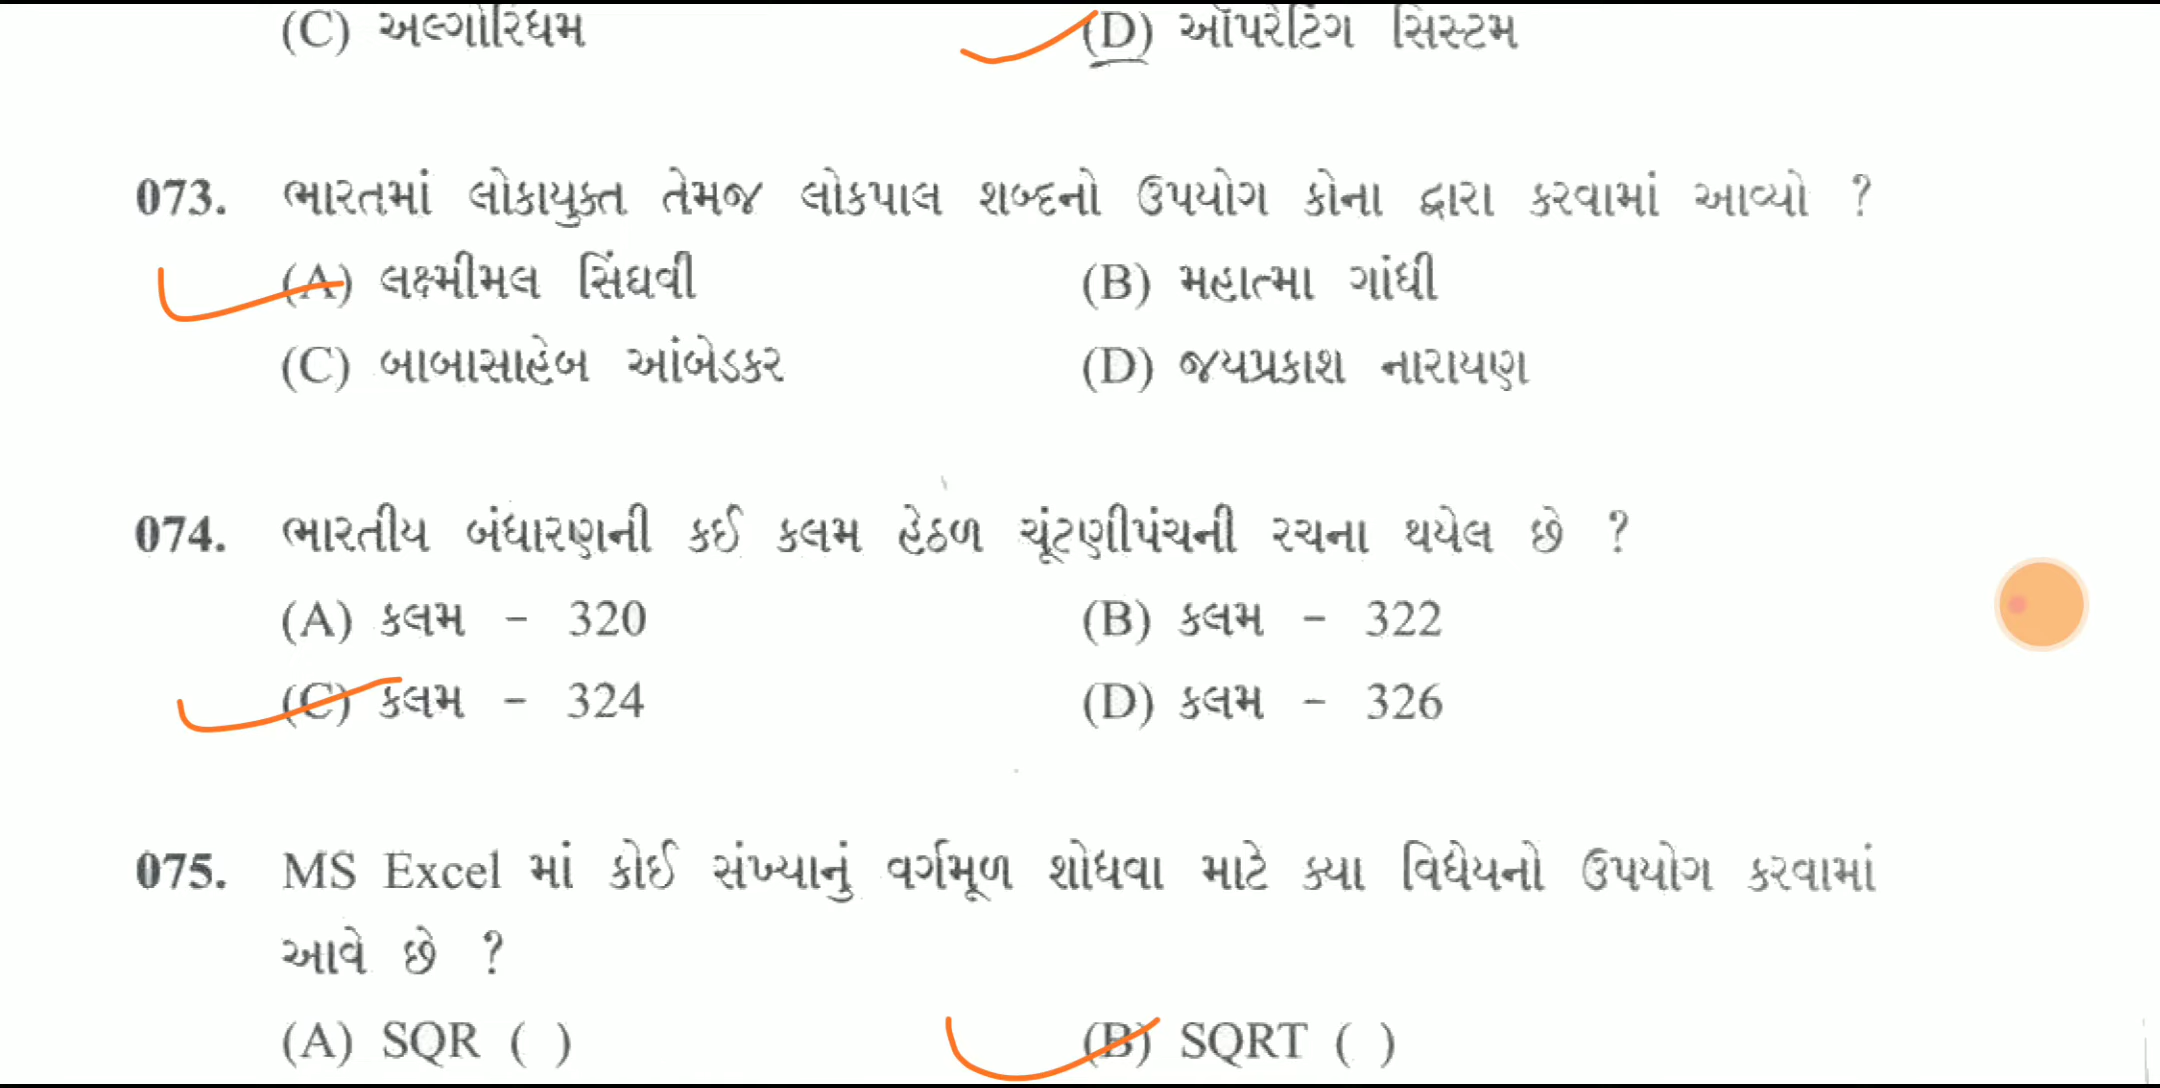 (C) અલ્ગોરિધમ (D) ઑપરેટિંગ સિસ્ટમ
073. ભારતમાં લોકાયુક્ત તેમજ લોકપાલ શબ્દનો ઉપયોગ કોના દ્વારા કરવામાં આવ્યો ?
(A) લક્ષ્મીમલ સિંઘવી (B) મહાત્મા ગાંધી
(C) બાબાસાહેબ આંબેડકર (D) જયપ્રકાશ નારાયણ
074. ભારતીય બંધારણની કઈ કલમ હેઠળ ચૂંટણીપંચની રચના થયેલ છે ?
(A) કલમ - 320 (B) કલમ - 322
(C) કલમ - 324 (D) કલમ - 326
075. MS Excel માં કોઈ સંખ્યાનું વર્ગમૂળ શોધવા માટે ક્યા વિધેયનો ઉપયોગ કરવામાં
આવે છે ?
(A) SQR ( ) (B) SQRT ( )